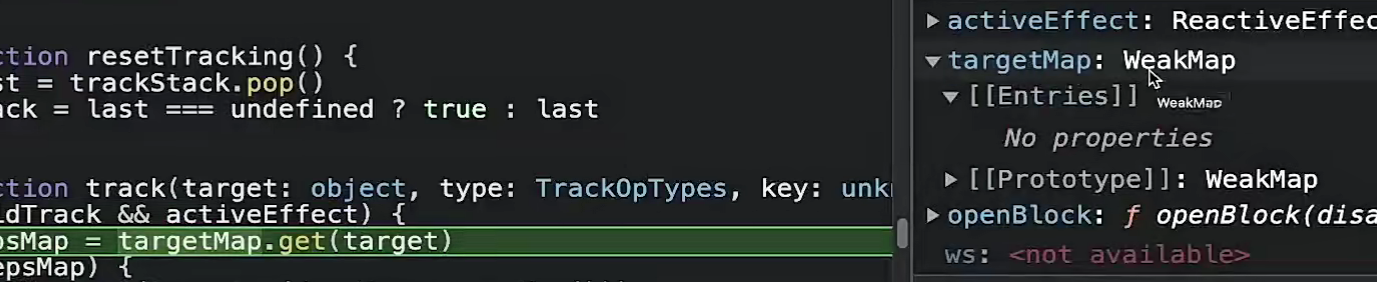 ction resetTracking() {
st = trackStack.pop()
ack = last === undefined ? true : last
ction track(target: object, type: TrackOpTypes, key: unk
ldTrack && activeEffect) {
psMap = targetMap.get(target)
epsMap) {
activeEffect: ReactiveEffec
targetMap: WeakMap
[[Entries]]
WeakMap
No properties
[[Prototype]]: WeakMap
openBlock: ƒ openBlock(disa
ws: <not available>